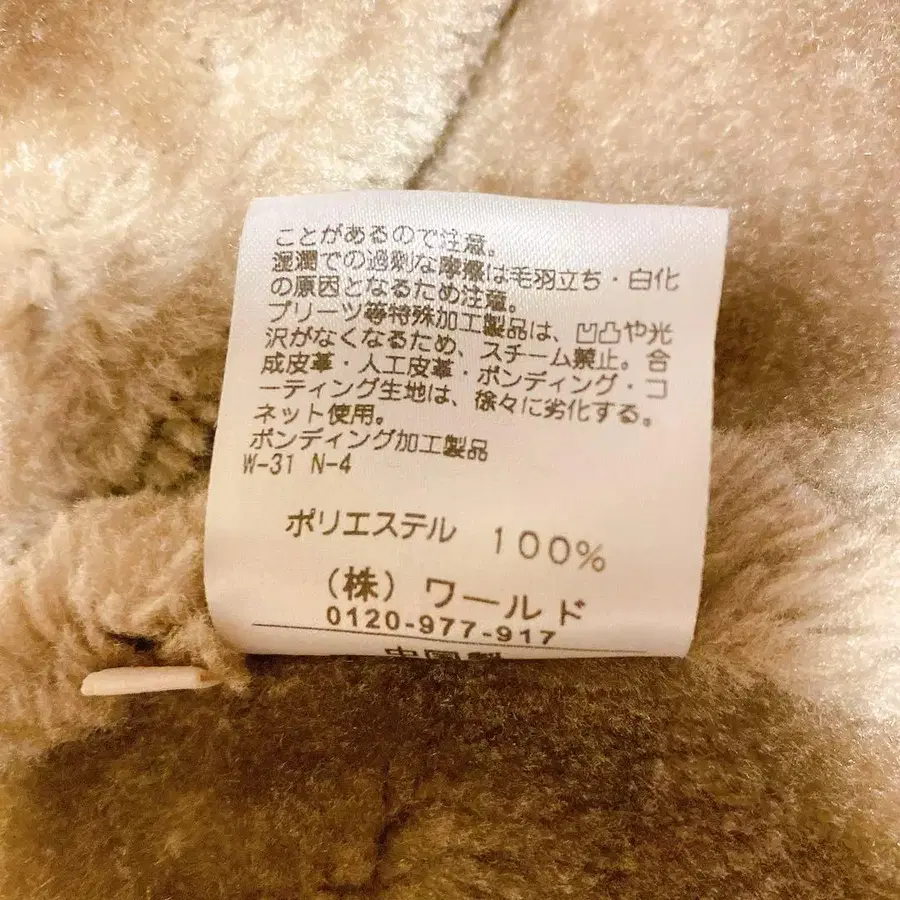 ことがあるので注意。
湿潤での過剰な摩擦は毛羽立ち・白化
の原因となるため注意。
プリーツ等特殊加工製品は、凹凸や光
沢がなくなるため、スチーム禁止。合
成皮革・人工皮革・ボンディング・コ
ーティング生地は、徐々に劣化する。
ネット使用。
ボンディング加工製品
W-31 N-4
ポリエステル 100%
(株) ワールド
0120-977-917
中国製